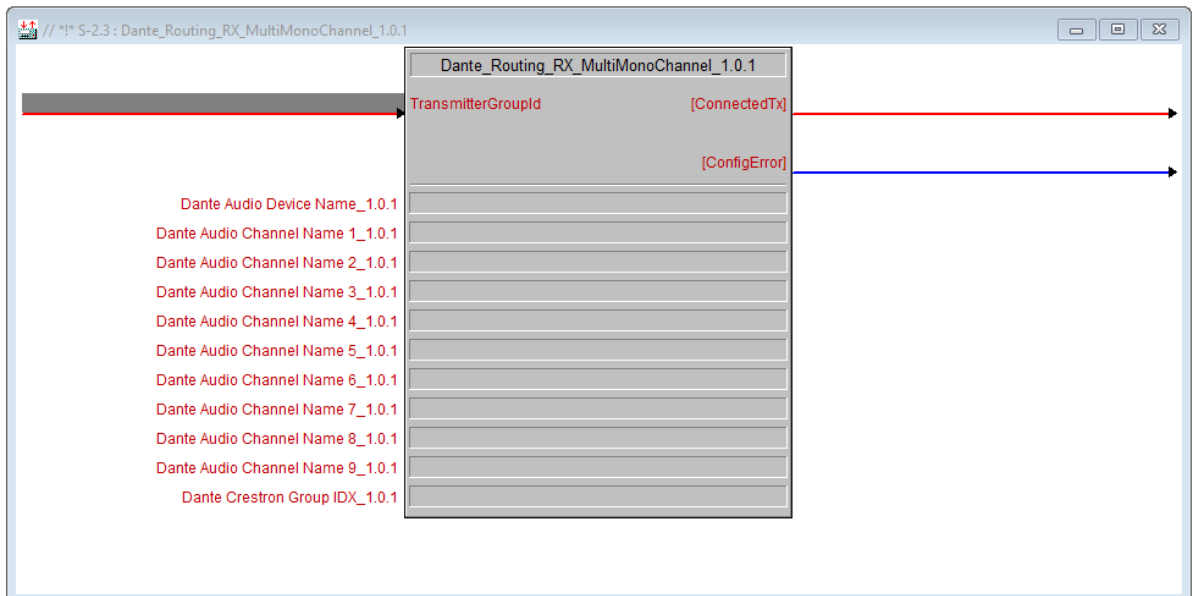 // *!* S-2.3 : Dante_Routing_RX_MultiMonoChannel_1.0.1
Dante_Routing_RX_MultiMonoChannel_1.0.1
TransmitterGroupId [ConnectedTx]
[ConfigError]
Dante Audio Device Name_1.0.1
Dante Audio Channel Name 1_1.0.1
Dante Audio Channel Name 2_1.0.1
Dante Audio Channel Name 3_1.0.1
Dante Audio Channel Name 4_1.0.1
Dante Audio Channel Name 5_1.0.1
Dante Audio Channel Name 6_1.0.1
Dante Audio Channel Name 7_1.0.1
Dante Audio Channel Name 8_1.0.1
Dante Audio Channel Name 9_1.0.1
Dante Crestron Group IDX_1.0.1